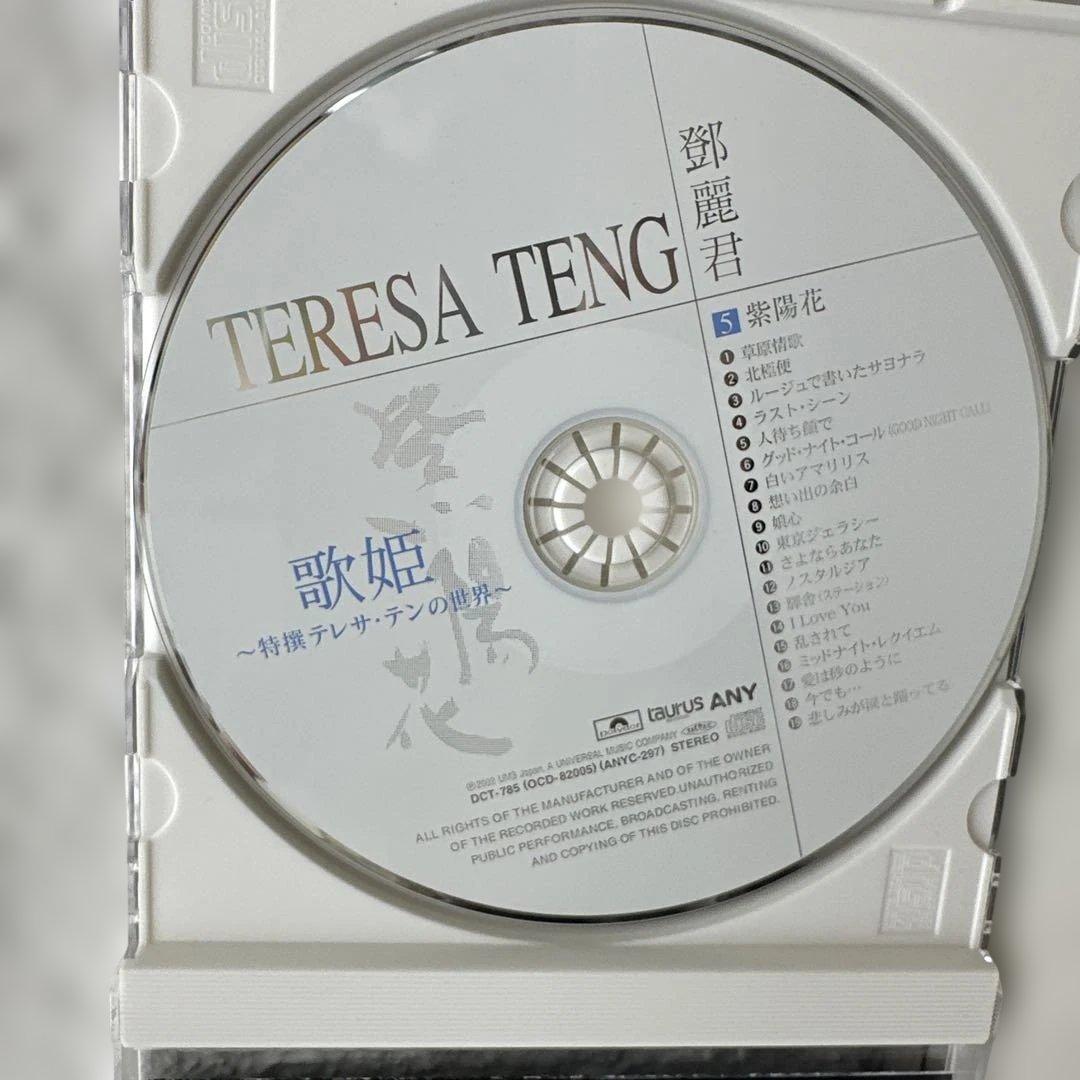 鄧麗君
TERESA TENG
5 紫陽花
1 草原情歌
2 北極便
3 ルージュで書いたサヨナラ
4 ラスト・シーン
5 人待ち顔で
6 グッド・ナイト・コール (GOOD NIGHT CALL)
7 白いアマリリス
8 想い出の余白
9 娘心
10 東京ジェラシー
11 さよならあなた
12 ノスタルジア
13 驛舎(ステーション)
14 I Love You
15 乱されて
16 ミッドナイト・レクイエム
17 愛は砂のように
18 今でも…
19 悲しみが涙と踊ってる
紫陽花
歌姫
～特撰テレサ・テンの世界～
polydor taurus ANY
℗2002 UMS Japan, A UNIVERSAL MUSIC COMPANY
DCT-785 (OCD-82005) (ANYC-297) STEREO
ALL RIGHTS OF THE MANUFACTURER AND OF THE OWNER
OF THE RECORDED WORK RESERVED.UNAUTHORIZED
PUBLIC PERFORMANCE, BROADCASTING, RENTING
AND COPYING OF THIS DISC PROHIBITED.